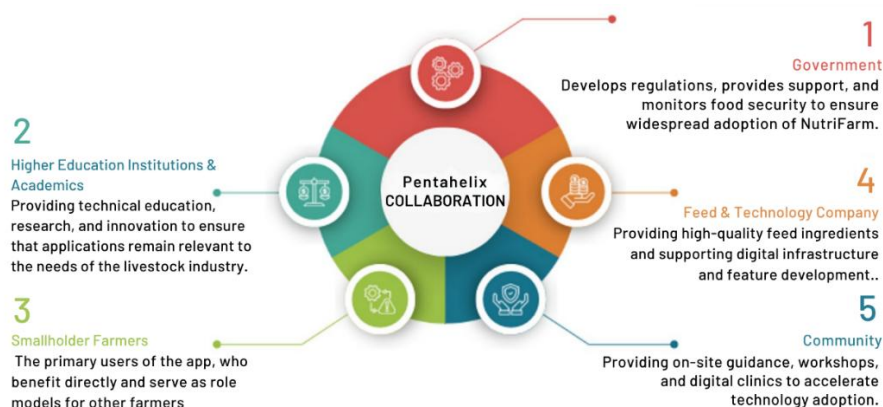 Pentahelix
COLLABORATION
1
Government
Develops regulations, provides support, and
monitors food security to ensure
widespread adoption of NutriFarm.
2
Higher Education Institutions &
Academics
Providing technical education,
research, and innovation to ensure
that applications remain relevant to
the needs of the livestock industry.
3
Smallholder Farmers
The primary users of the app, who
benefit directly and serve as role
models for other farmers
4
Feed & Technology Company
Providing high-quality feed ingredients
and supporting digital infrastructure
and feature development..
5
Community
Providing on-site guidance, workshops,
and digital clinics to accelerate
technology adoption.